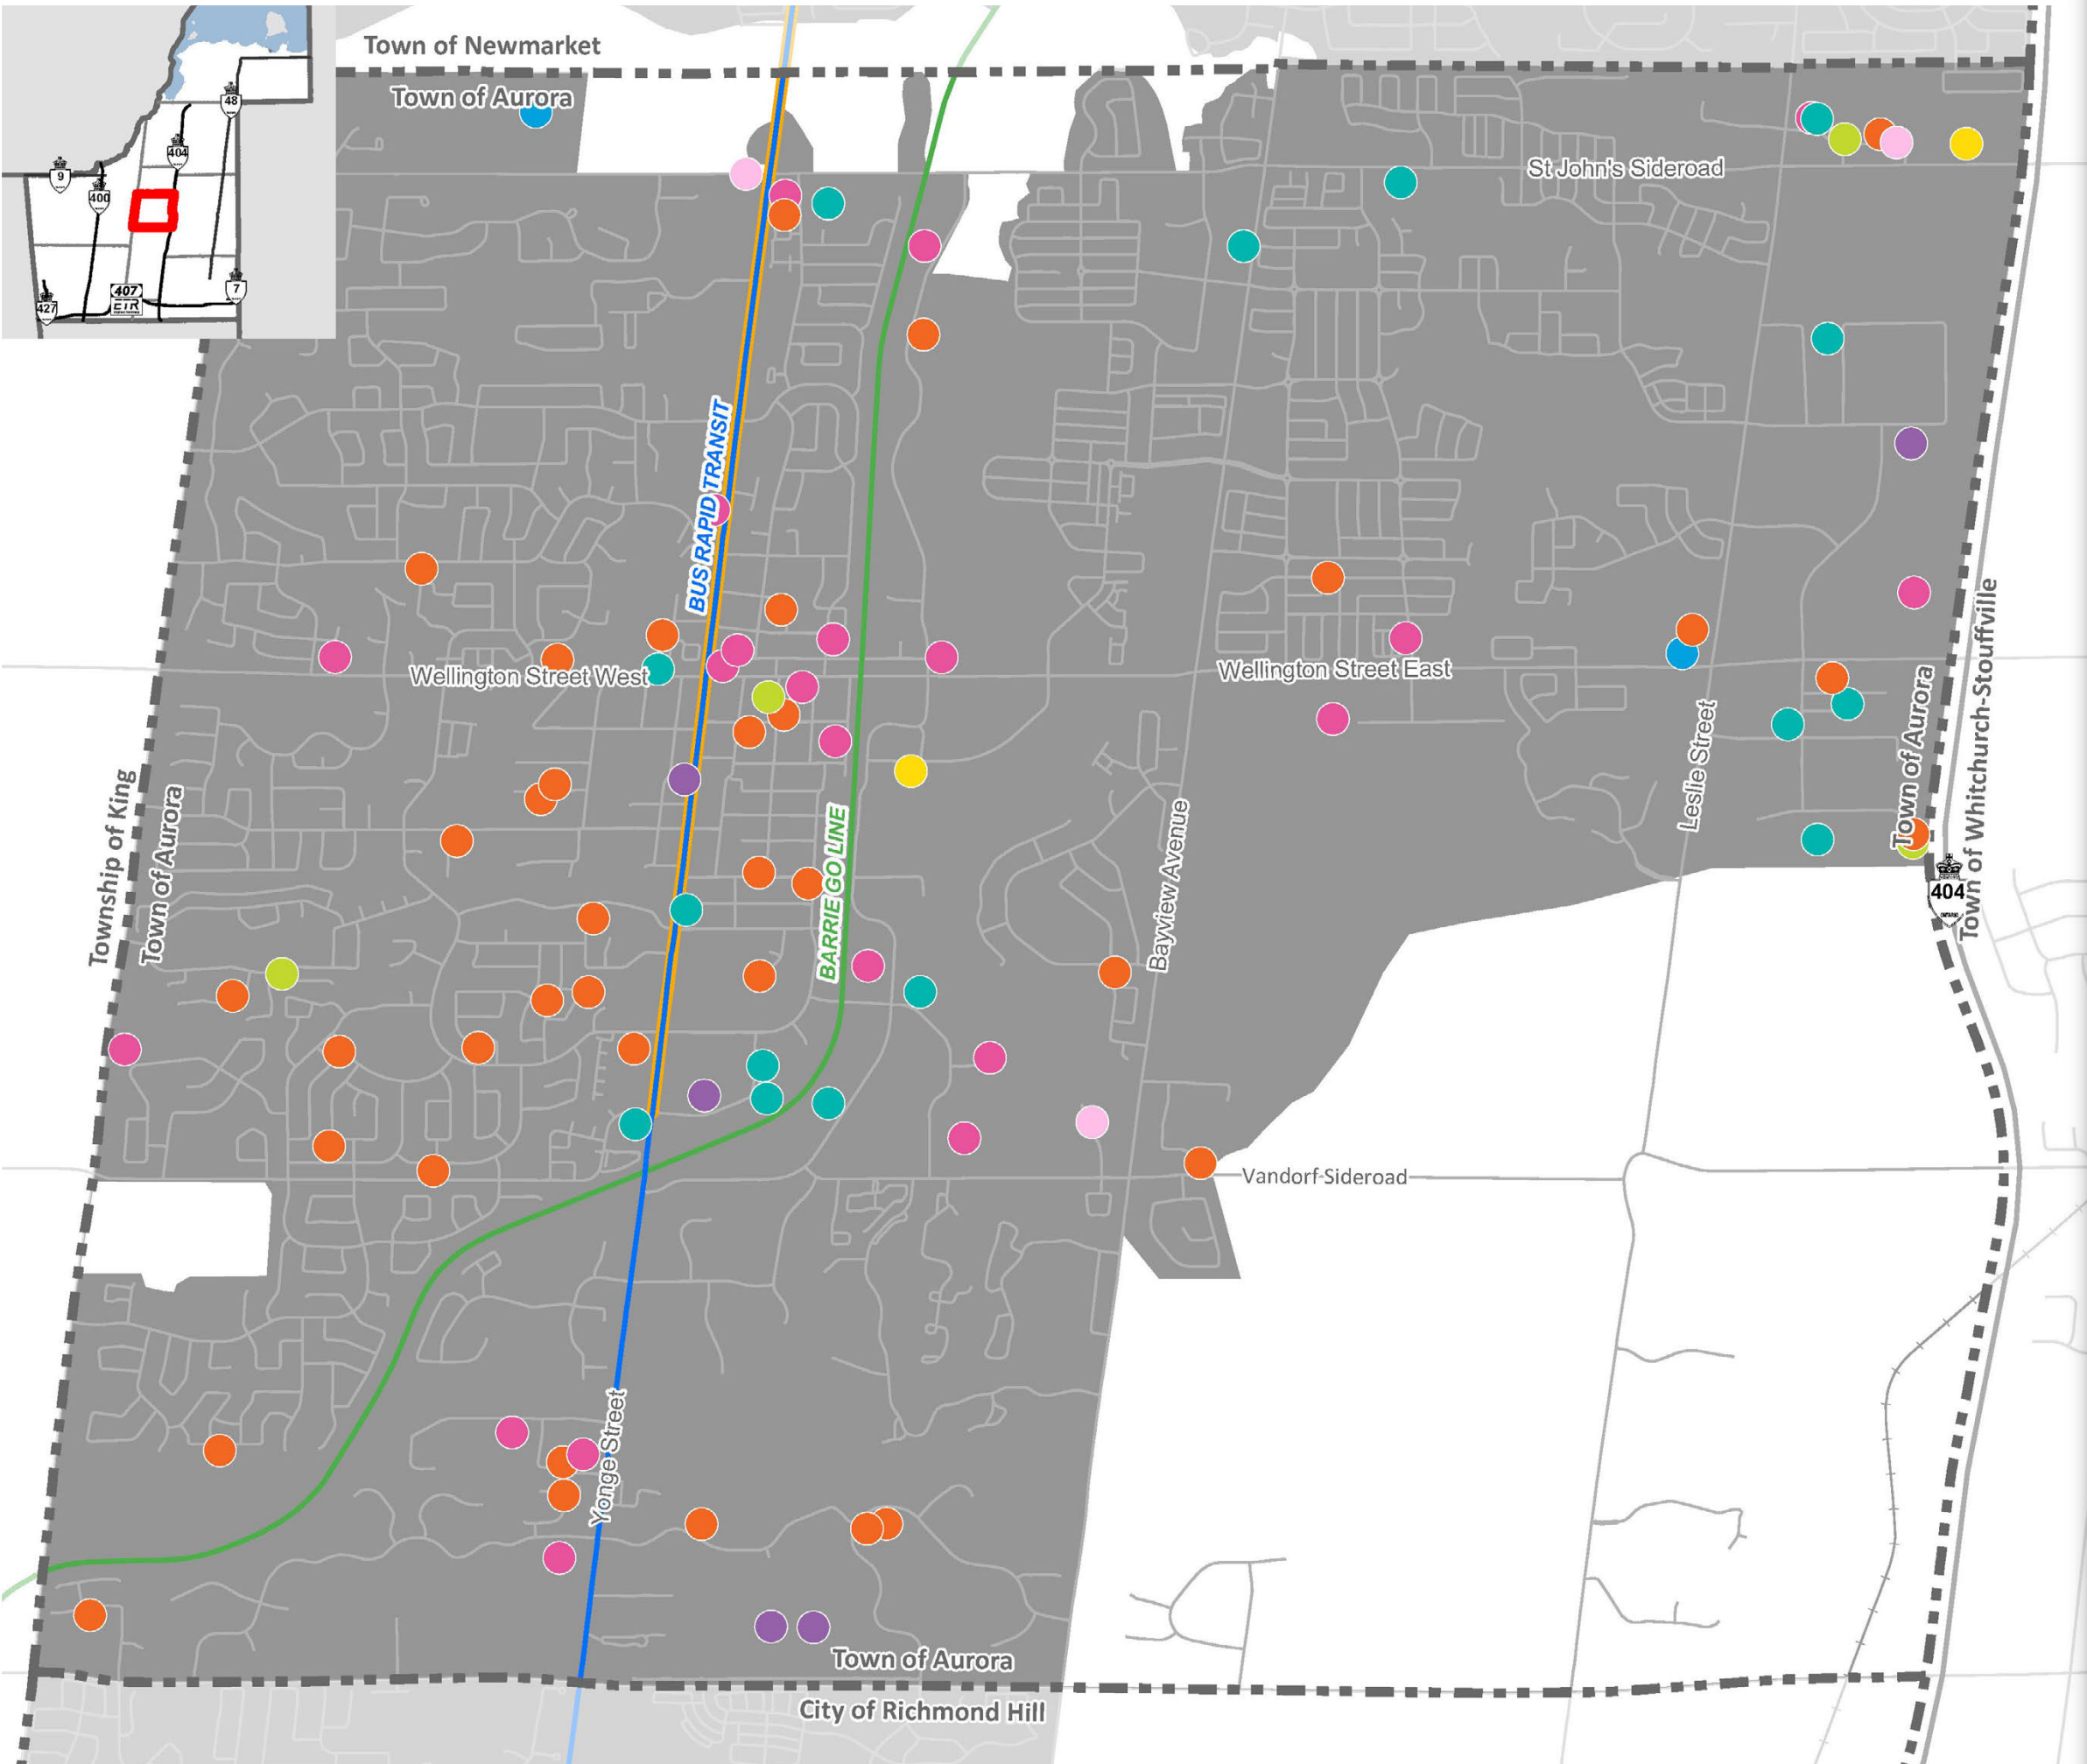 Town of Newmarket
Town of Aurora
48
404
9
400
407
ETR
7
427
St John's Sideroad
BUS RAPID TRANSIT
Wellington Street West
Wellington Street East
Leslie Street
Town of Aurora
Town of Whitchurch-Stouffville
Township of King
Town of Aurora
BARRIE GO LINE
Bayview Avenue
404
ONTARIO
Vandorf Sideroad
Yonge Street
Town of Aurora
City of Richmond Hill